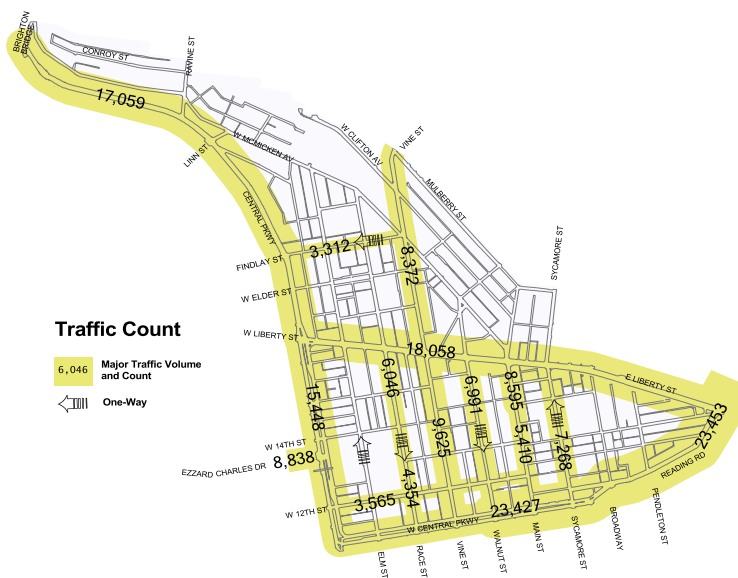 BRIGHTON
BRIDGE
CONROY ST
RAVINE ST
17,059
LINN ST
W MCMICKEN AV
W CLIFTON AV
VINE ST
MULBERRY ST
SYCAMORE ST
CENTRAL PKWY
FINDLAY ST
3,312
8,372
W ELDER ST
W LIBERTY ST
18,058
E LIBERTY ST
Traffic Count
6,046
Major Traffic Volume
and Count
One-Way
15,448
6,046
6,991
8,595
9,625
5,410
7,268
23,453
READING RD
W 14TH ST
EZZARD CHARLES DR
8,838
4,354
3,565
W 12TH ST
23,427
W CENTRAL PKWY
ELM ST
RACE ST
VINE ST
WALNUT ST
MAIN ST
SYCAMORE ST
BROADWAY
PENDLETON ST